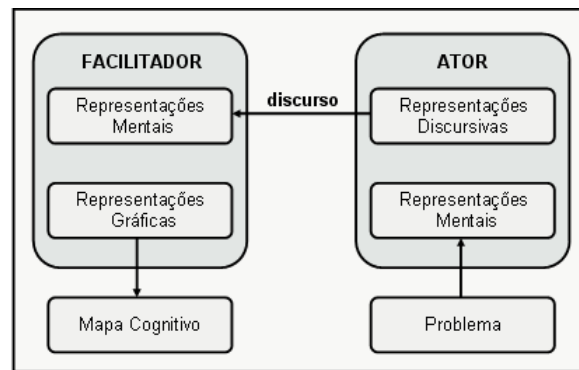 FACILITADOR
Representações
Mentais
Representações
Gráficas
Mapa Cognitivo
discurso
ATOR
Representações
Discursivas
Representações
Mentais
Problema